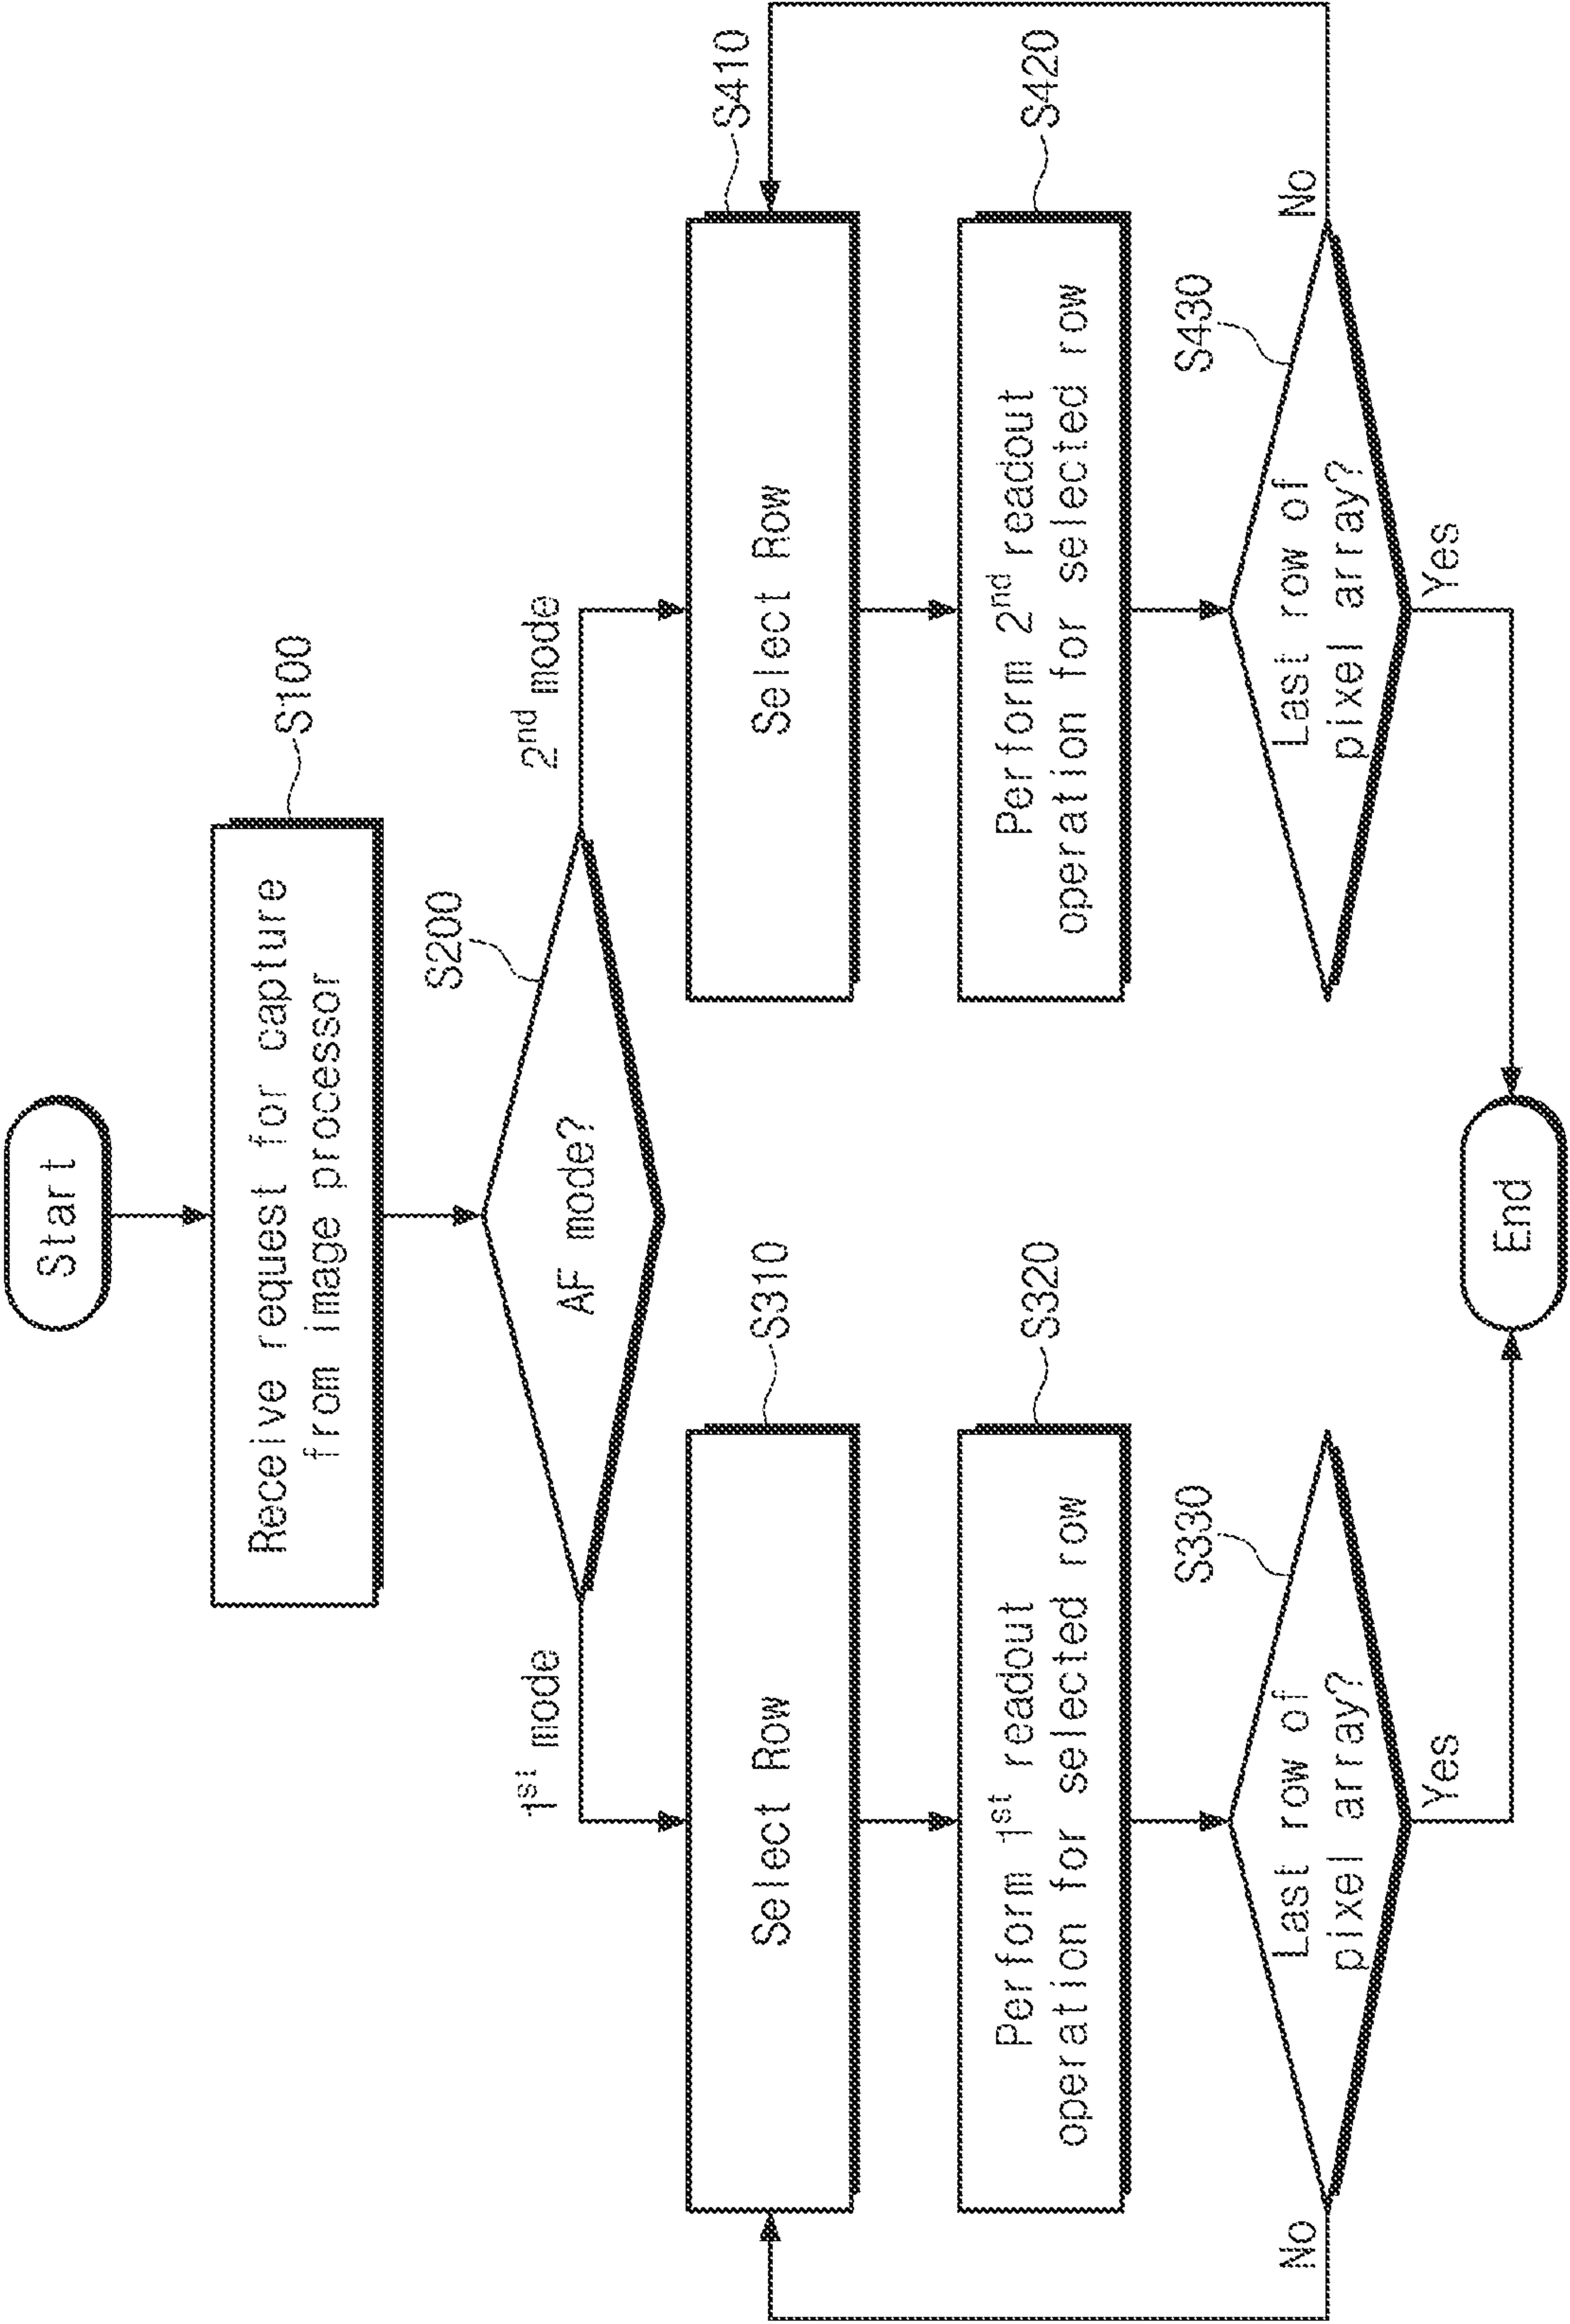 Start
S100
Receive request for capture
from image processor
S200
AF mode?
1st mode
2nd mode
S310
Select Row
S410
Select Row
S320
Perform 1st readout
operation for selected row
S420
Perform 2nd readout
operation for selected row
S330
Last row of
pixel array?
No
Yes
S430
Last row of
pixel array?
No
Yes
End